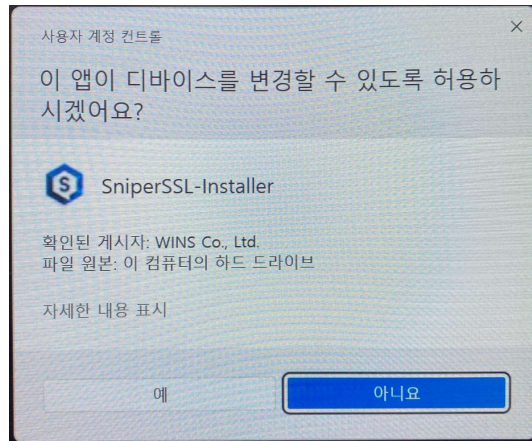 사용자 계정 컨트롤
이 앱이 디바이스를 변경할 수 있도록 허용하
시겠어요?
S
SniperSSL-Installer
확인된 게시자: WINS Co., Ltd.
파일 원본: 이 컴퓨터의 하드 드라이브
자세한 내용 표시
예
아니요